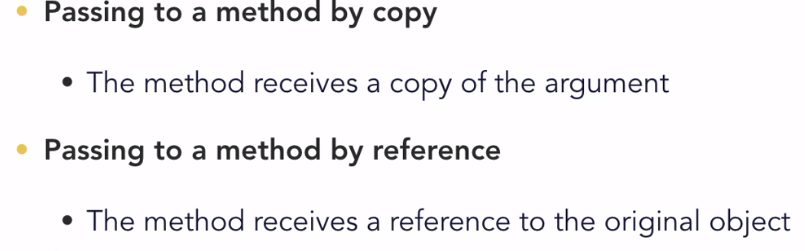 Passing to a method by copy
The method receives a copy of the argument
Passing to a method by reference
The method receives a reference to the original object